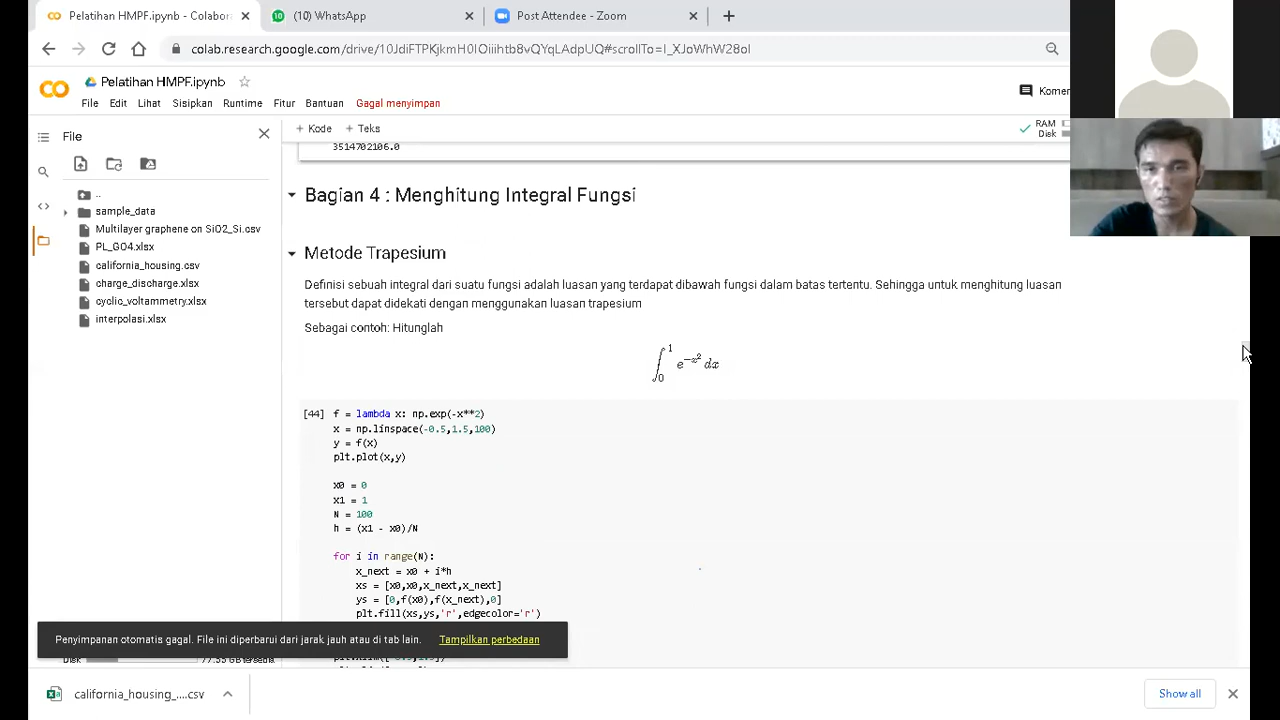 Pelatihan HMPF.ipynb - Colabor
(10) WhatsApp
Post Attendee - Zoom
colab.research.google.com/drive/
Pelatihan HMPF.ipynb
File Edit Lihat Sisipkan Runtime Fitur Bantuan Gagal menyimpan
Komen
File
+ Kode + Teks
RAM
Disk
3514702106.0
..
sample_data
Multilayer graphene on SiO2_Si.csv
PL_GO4.xlsx
california_housing.csv
charge_discharge.xlsx
cyclic_voltammetry.xlsx
interpolasi.xlsx
Bagian 4 : Menghitung Integral Fungsi
Metode Trapesium
Definisi sebuah integral dari suatu fungsi adalah luasan yang terdapat dibawah fungsi dalam batas tertentu. Sehingga untuk menghitung luasan
tersebut dapat didekati dengan menggunakan luasan trapesium
Sebagai contoh: Hitunglah
∫₀¹ e^{-x²} dx
[44] f = lambda x: np.exp(-x**2)
x = np.linspace(-0.5,1.5,100)
y = f(x)
plt.plot(x,y)
x0 = 0
x1 = 1
N = 100
h = (x1 - x0)/N
for i in range(N):
x_next = x0 + i*h
xs = [x0,x0,x_next,x_next]
ys = [0,f(x0),f(x_next),0]
plt.fill(xs,ys,'r',edgecolor='r')
Penyimpanan otomatis gagal. File ini diperbarui dari jarak jauh atau di tab lain. Tampilkan perbedaan
california_housing_....csv
Show all